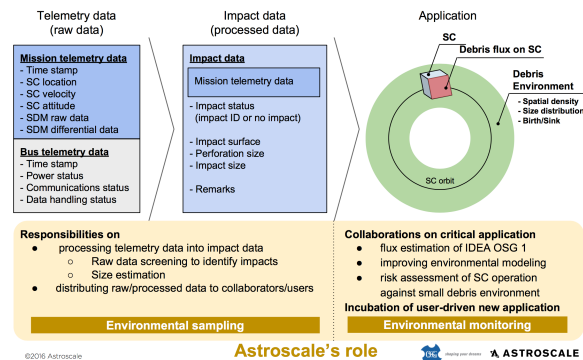 Telemetry data
(raw data)
Impact data
(processed data)
Application
Mission telemetry data
- Time stamp
- SC location
- SC velocity
- SC attitude
- SDM raw data
- SDM differential data
Bus telemetry data
- Time stamp
- Power status
- Communications status
- Data handling status
Impact data
Mission telemetry data
- Impact status
(impact ID or no impact)
- Impact surface
- Perforation size
- Impact size
- Remarks
SC
Debris flux on SC
Debris
Environment
- Spatial density
- Size distribution
- Birth/Sink
SC orbit
Responsibilities on
● processing telemetry data into impact data
○ Raw data screening to identify impacts
○ Size estimation
● distributing raw/processed data to collaborators/users
Environmental sampling
Collaborations on critical application
● flux estimation of IDEA OSG 1
● improving environmental modeling
● risk assessment of SC operation
against small debris environment
Incubation of user-driven new application
Environmental monitoring
©2016 Astroscale
Astroscale's role
ASTROSCALE